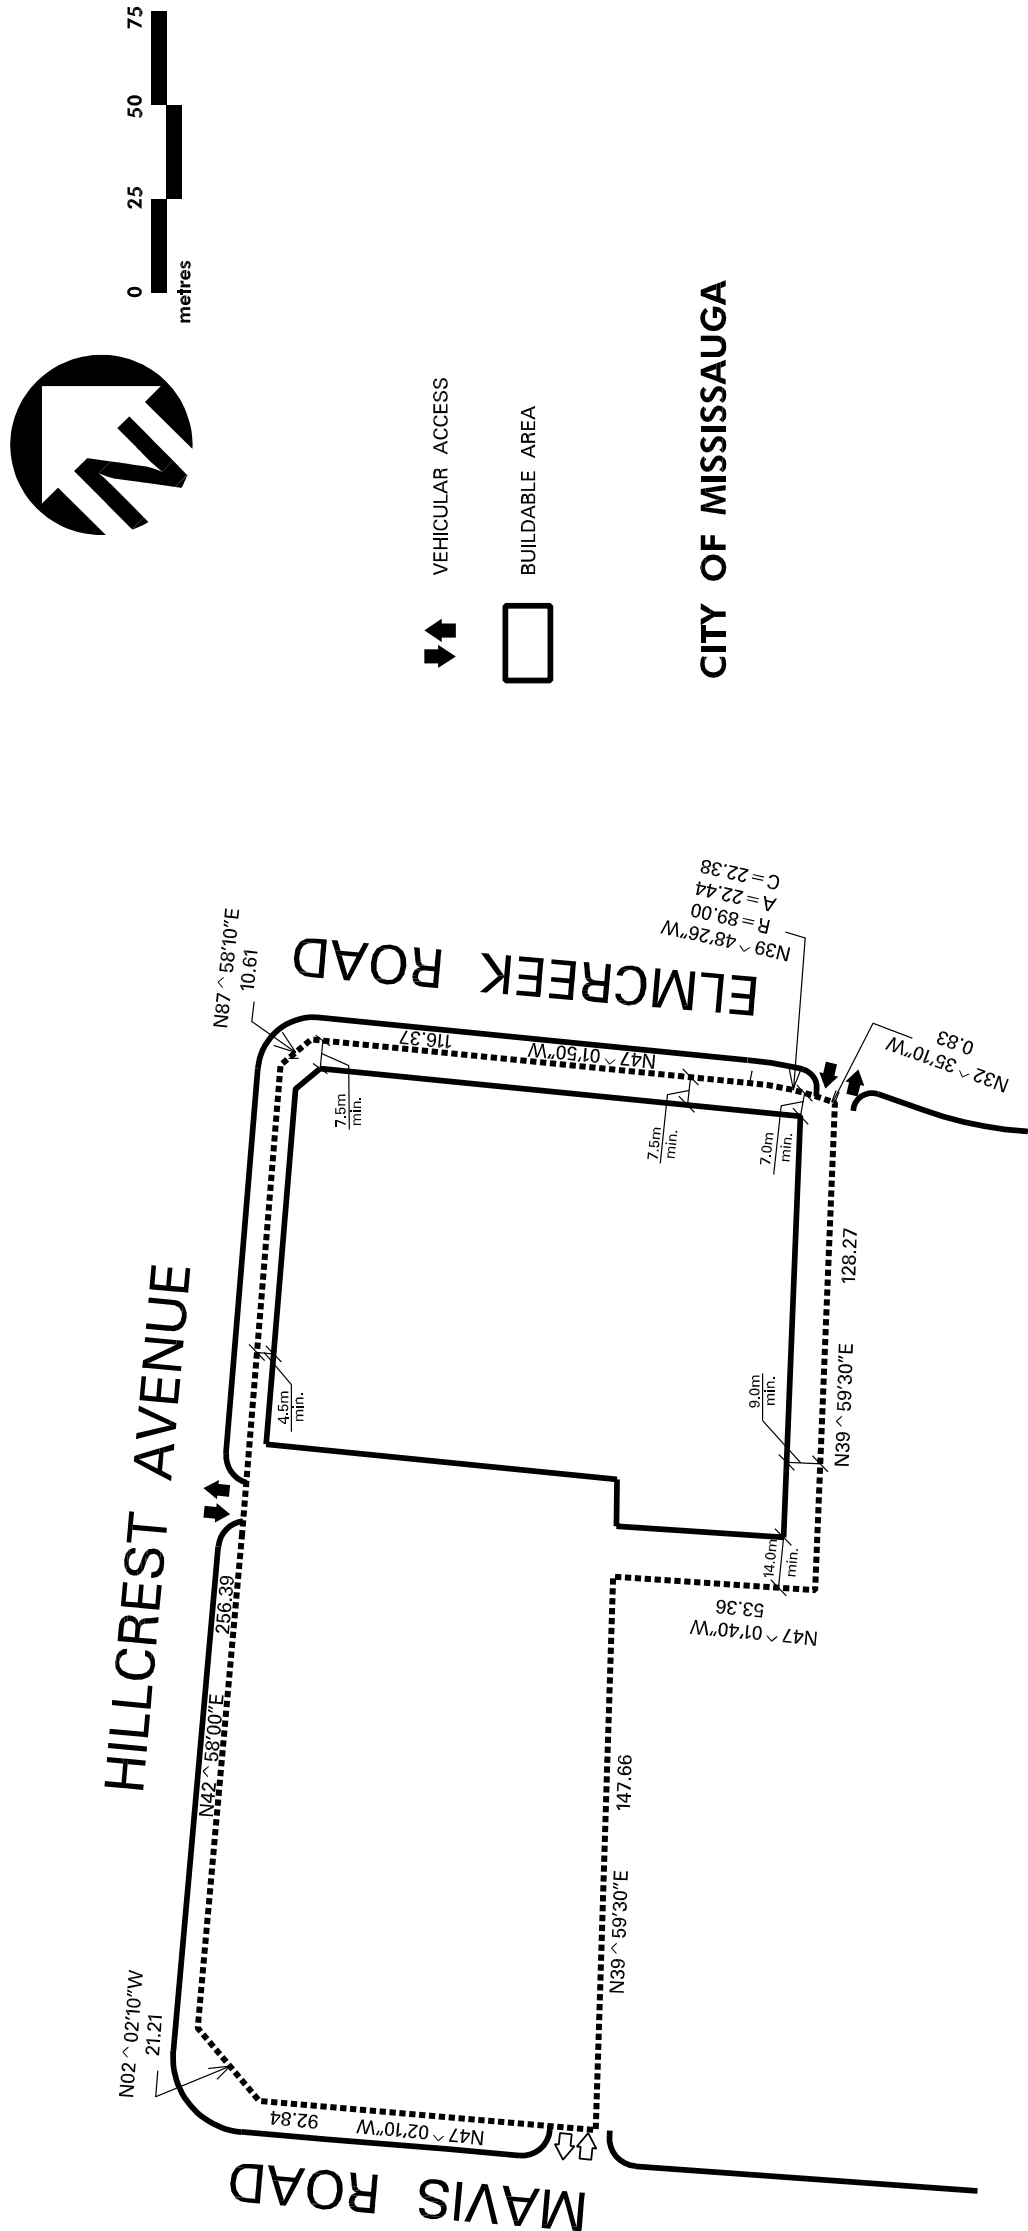 0 25 50 75
metres
N
VEHICULAR ACCESS
BUILDABLE AREA
CITY OF MISSISSAUGA
HILLCREST AVENUE
ELMCREEK ROAD
MAVIS ROAD
N87^58'10"E
10.61
116.37
N47^01'50"W
N39^48'26"W
R=89.00
A=22.44
C=22.38
N32^35'10"W
0.83
7.5m
min.
7.5m
min.
7.0m
min.
4.5m
min.
9.0m
min.
14.0m
min.
128.27
N39^59'30"E
53.36
N47^01'40"W
256.39
N42^58'00"E
147.66
N39^59'30"E
N02^02'10"W
21.21
92.84
N47^02'10"W